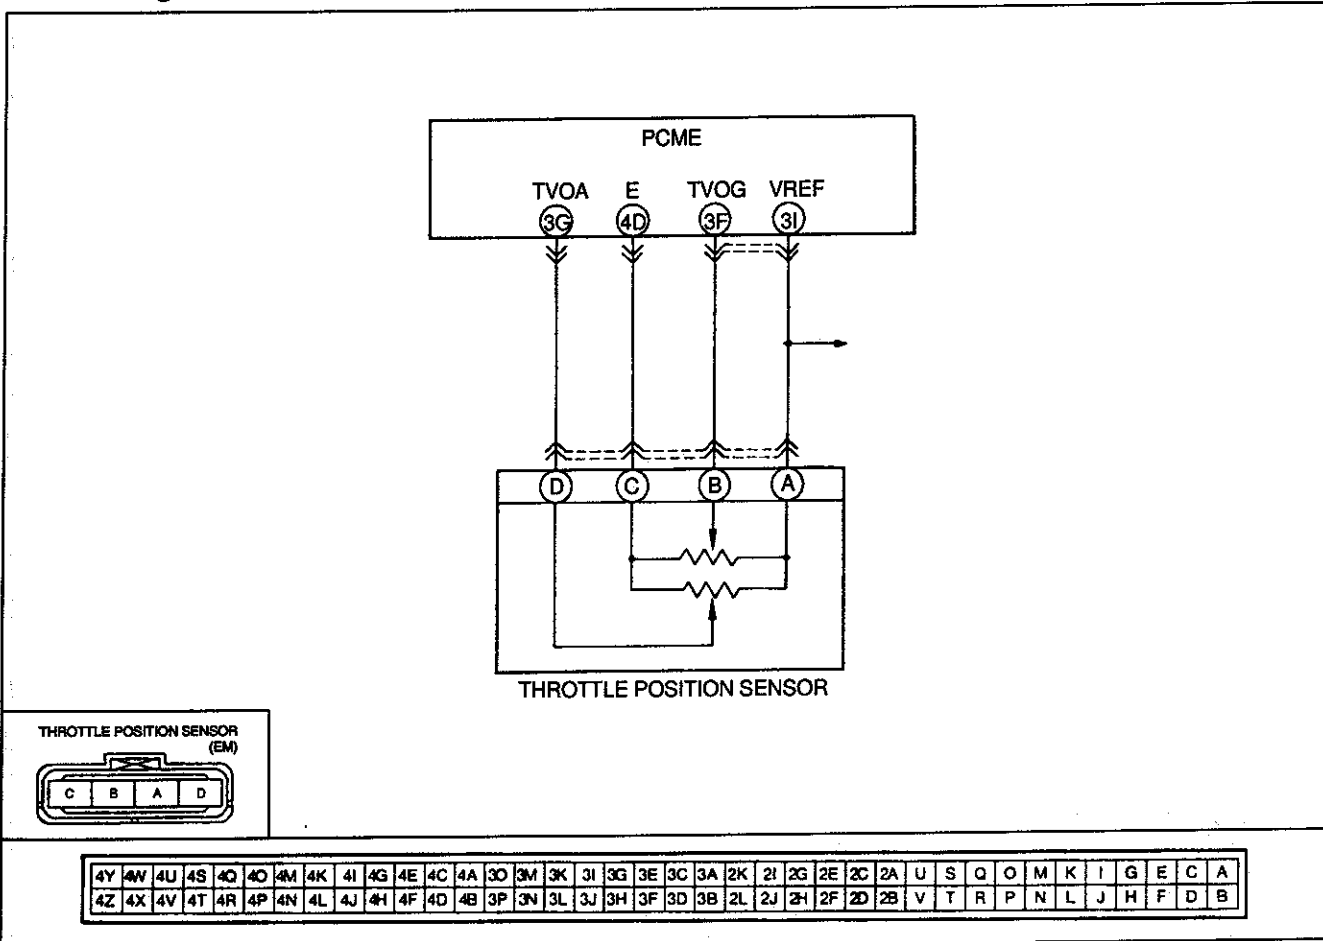 PCME
TVOA E TVOG VREF
3G 4D 3F 3I
D C B A
THROTTLE POSITION SENSOR
THROTTLE POSITION SENSOR
(EM)
C B A D
4Y 4W 4U 4S 4Q 4O 4M 4K 4I 4G 4E 4C 4A 3O 3M 3K 3I 3G 3E 3C 3A 2K 2I 2G 2E 2C 2A U S Q O M K I G E C A
4Z 4X 4V 4T 4R 4P 4N 4L 4J 4H 4F 4D 4B 3P 3N 3L 3J 3H 3F 3D 3B 2L 2J 2H 2F 2D 2B V T R P N L J H F D B